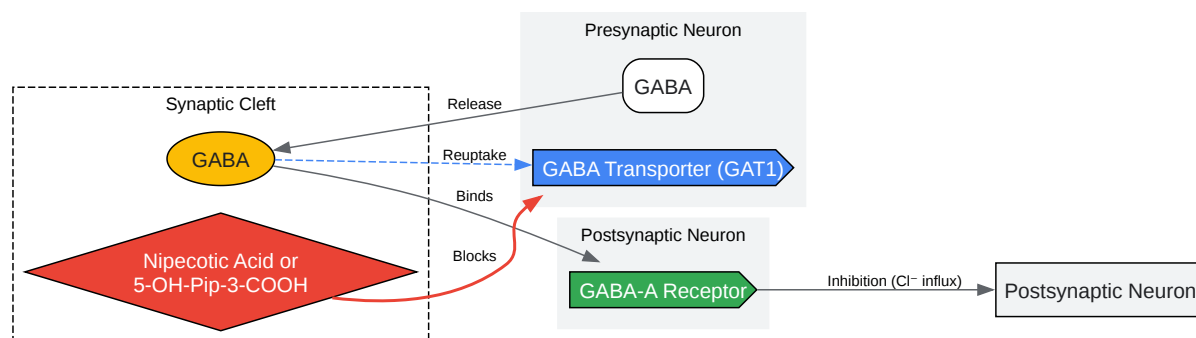 Presynaptic Neuron
GABA
Synaptic Cleft
Release
GABA
Reuptake
GABA Transporter (GAT1)
Binds
Postsynaptic Neuron
Nipecotic Acid or
5-OH-Pip-3-COOH
Blocks
GABA-A Receptor
Inhibition (Cl⁻ influx)
Postsynaptic Neuron